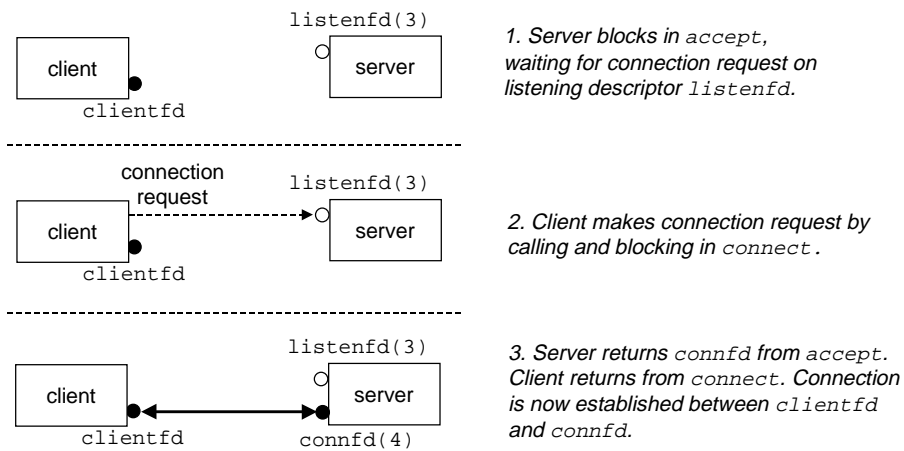 listenfd(3)
client
server
clientfd
1. Server blocks in accept,
waiting for connection request on
listening descriptor listenfd.
connection
request
listenfd(3)
client
server
clientfd
2. Client makes connection request by
calling and blocking in connect.
listenfd(3)
client
server
clientfd
connfd(4)
3. Server returns connfd from accept.
Client returns from connect. Connection
is now established between clientfd
and connfd.